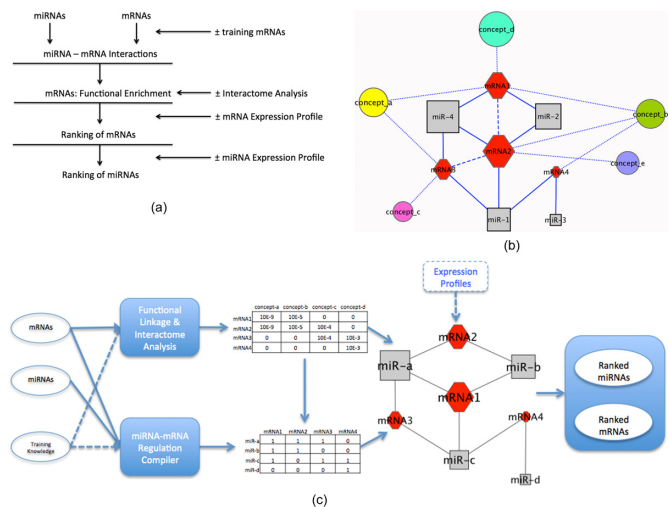 miRNAs mRNAs
± training mRNAs
miRNA – mRNA Interactions
mRNAs: Functional Enrichment
± Interactome Analysis
± mRNA Expression Profile
Ranking of mRNAs
± miRNA Expression Profile
Ranking of miRNAs
(a)
concept_d
mRNA1
concept_a
concept_b
miR-4
miR-2
mRNA2
concept_e
mRNA3
mRNA4
concept_c
miR-1
miR-3
(b)
mRNAs
miRNAs
Training
Knowledge
Functional
Linkage &
Interactome
Analysis
miRNA-mRNA
Regulation
Compiler
concept-a concept-b concept-c concept-d
mRNA1 10E-9 10E-5 0 0
mRNA2 10E-9 10E-5 10E-4 0
mRNA3 0 0 10E-4 10E-3
mRNA4 0 0 0 10E-3
mRNA1 mRNA2 mRNA3 mRNA4
miR-a 1 1 1 0
miR-b 1 1 0 0
miR-c 1 0 1 1
miR-d 0 0 0 1
Expression
Profiles
mRNA2
miR-a
miR-b
mRNA1
mRNA3
mRNA4
miR-c
miR-d
Ranked
miRNAs
Ranked
mRNAs
(c)